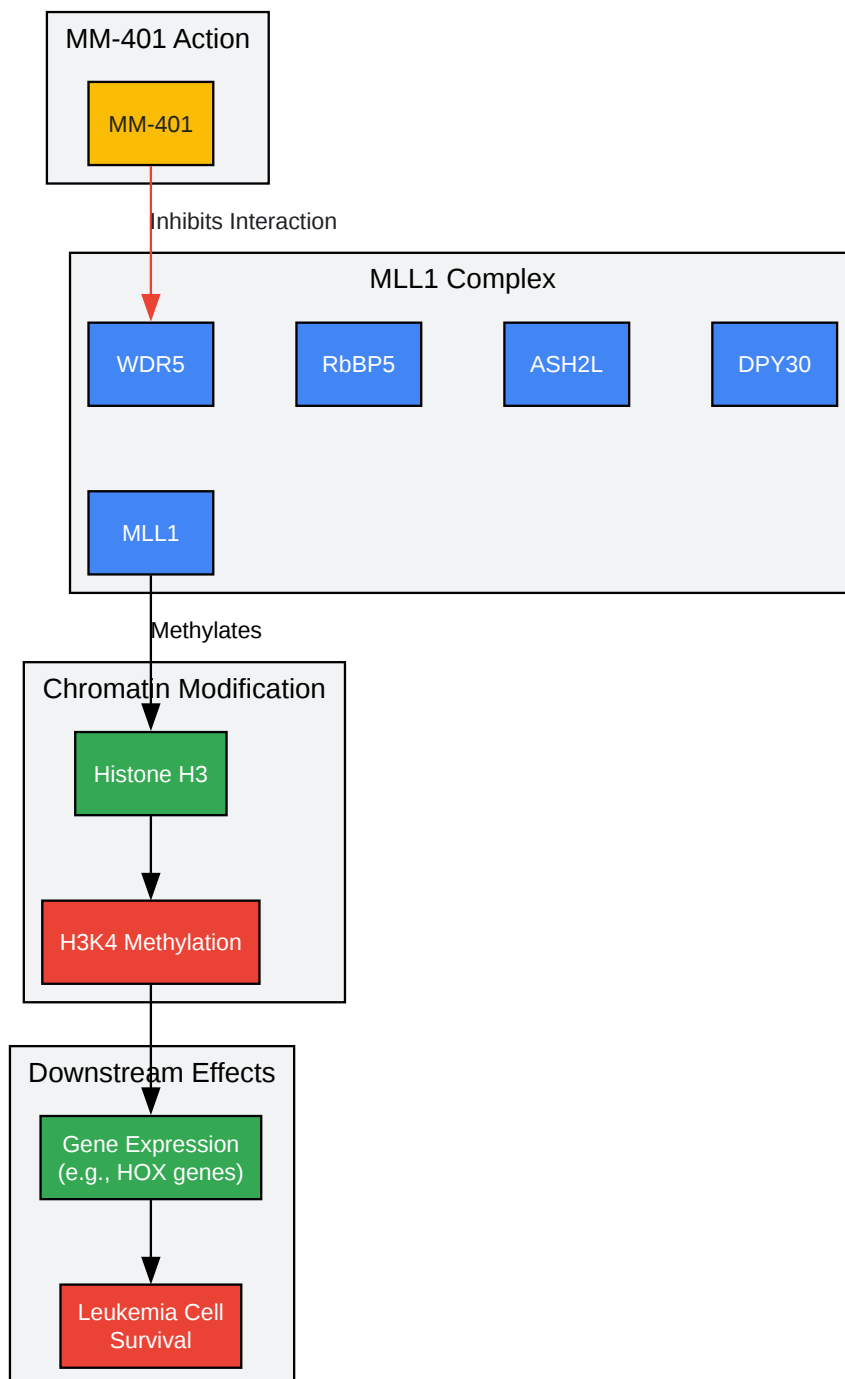 MM-401 Action
MM-401
Inhibits Interaction
MLL1 Complex
WDR5
RbBP5
ASH2L
DPY30
MLL1
Methylates
Chromatin Modification
Histone H3
H3K4 Methylation
Downstream Effects
Gene Expression
(e.g., HOX genes)
Leukemia Cell
Survival